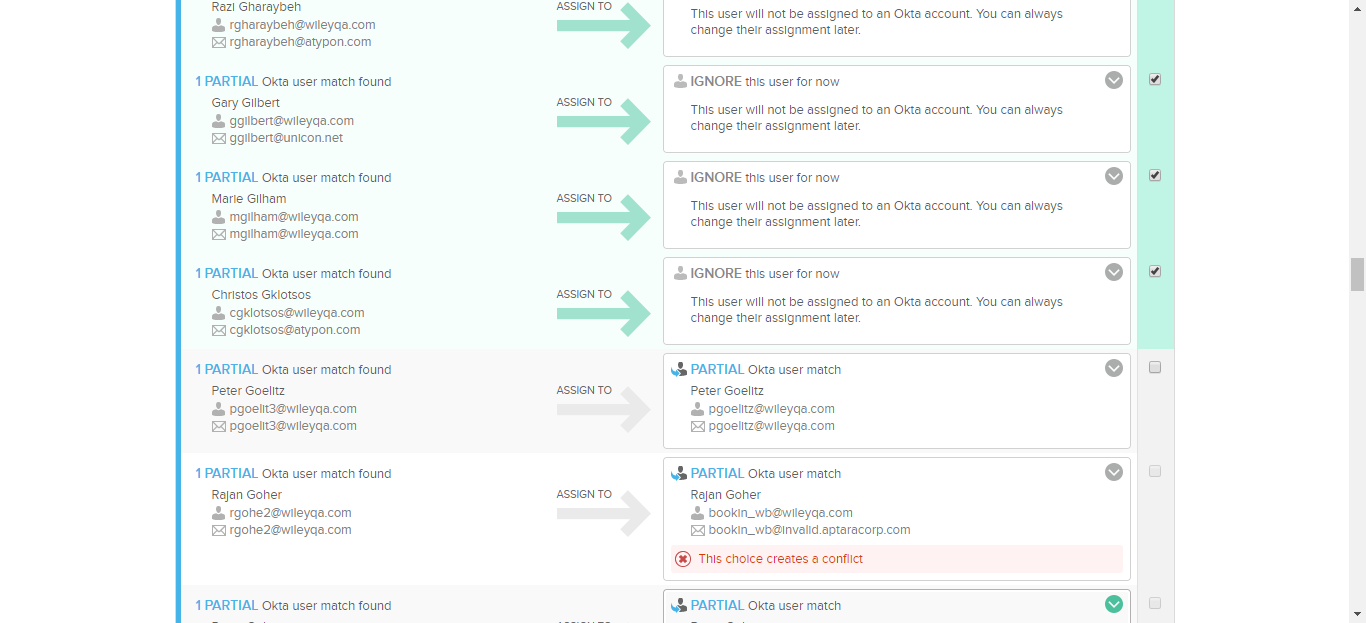 Razi Gharaybeh
rgharaybeh@wileyqa.com
rgharaybeh@atypon.com
ASSIGN TO
This user will not be assigned to an Okta account. You can always
change their assignment later.
1 PARTIAL Okta user match found
Gary Gilbert
ggilbert@wileyqa.com
ggilbert@unicon.net
ASSIGN TO
IGNORE this user for now
This user will not be assigned to an Okta account. You can always
change their assignment later.
1 PARTIAL Okta user match found
Marie Gilham
mgilham@wileyqa.com
mgilham@wileyqa.com
ASSIGN TO
IGNORE this user for now
This user will not be assigned to an Okta account. You can always
change their assignment later.
1 PARTIAL Okta user match found
Christos Gklotsos
cgklotsos@wileyqa.com
cgklotsos@atypon.com
ASSIGN TO
IGNORE this user for now
This user will not be assigned to an Okta account. You can always
change their assignment later.
1 PARTIAL Okta user match found
Peter Goelitz
pgoelit3@wileyqa.com
pgoelit3@wileyqa.com
ASSIGN TO
PARTIAL Okta user match
Peter Goelitz
pgoelitz@wileyqa.com
pgoelitz@wileyqa.com
1 PARTIAL Okta user match found
Rajan Goher
rgohe2@wileyqa.com
rgohe2@wileyqa.com
ASSIGN TO
PARTIAL Okta user match
Rajan Goher
bookin_wb@wileyqa.com
bookin_wb@invalid.aptaracorp.com
This choice creates a conflict
1 PARTIAL Okta user match found
PARTIAL Okta user match